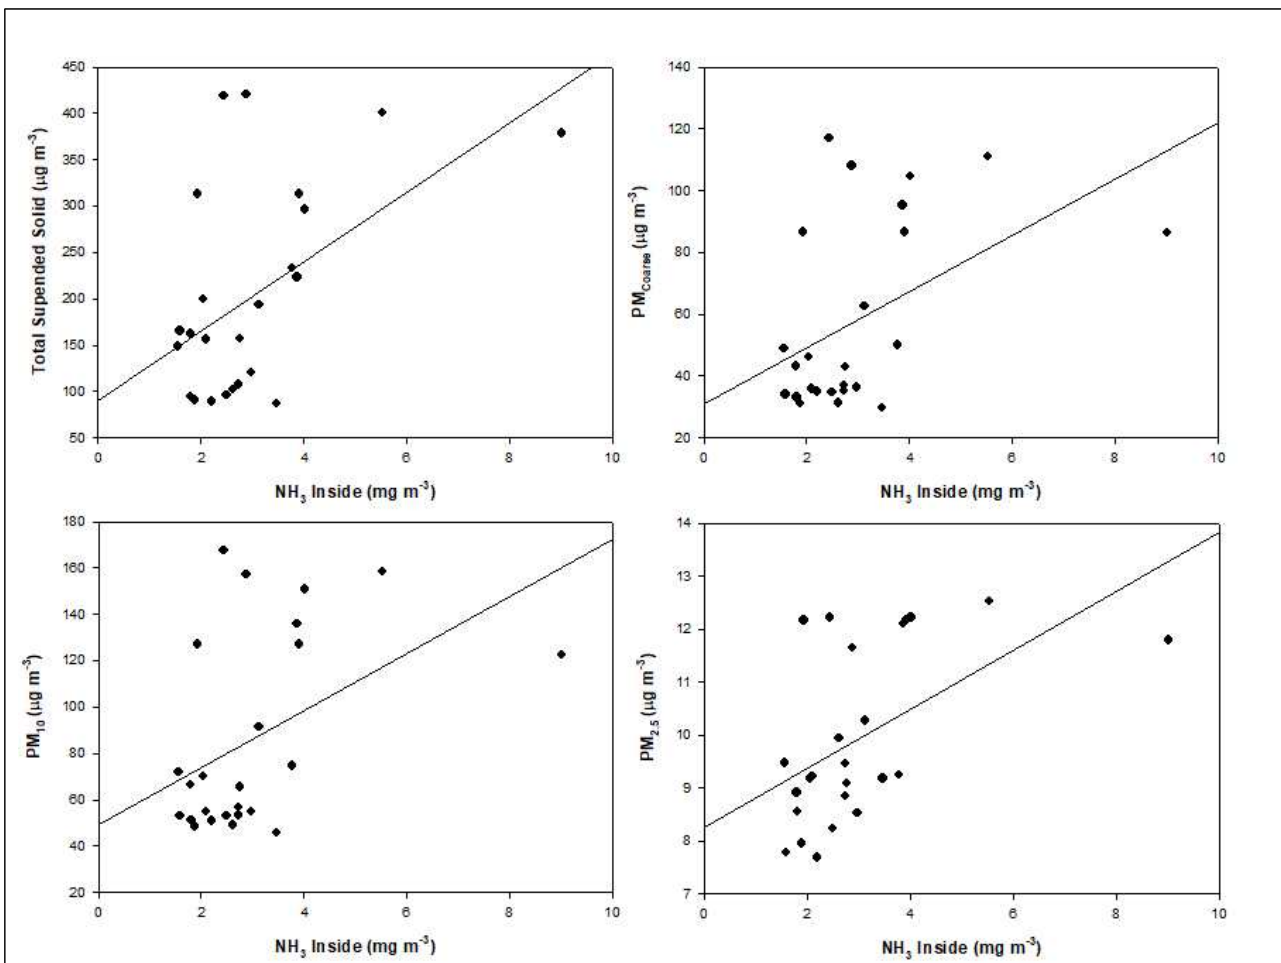 450
400
350
300
250
200
150
100
50
Total Supended Solid (µg m⁻³)
0 2 4 6 8 10
NH₃ Inside (mg m⁻³)
140
120
100
80
60
40
20
PM_Coarse (µg m⁻³)
0 2 4 6 8 10
NH₃ Inside (mg m⁻³)
180
160
140
120
100
80
60
40
20
PM₁₀ (µg m⁻³)
0 2 4 6 8 10
NH₃ Inside (mg m⁻³)
14
13
12
11
10
9
8
7
PM₂.₅ (µg m⁻³)
0 2 4 6 8 10
NH₃ Inside (mg m⁻³)